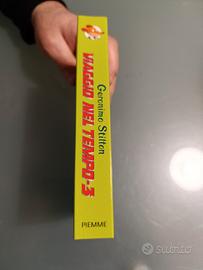 Geronimo Stilton
VIAGGIO NEL TEMPO-3
PIEMME
subito